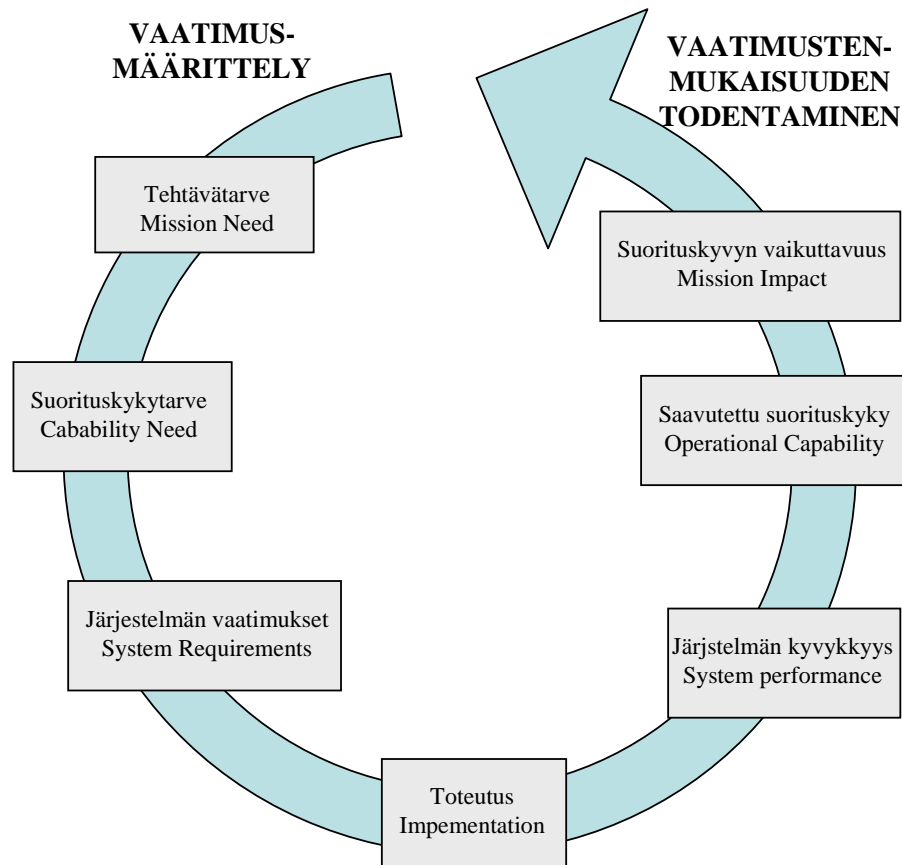 VAATIMUS-
MÄÄRITTELY
VAATIMUSTEN-
MUKAISUUDEN
TODENTAMINEN
Tehtävätarve
Mission Need
Suorituskykytarve
Cabability Need
Järjestelmän vaatimukset
System Requirements
Toteutus
Impementation
Järjstelmän kyvykkyys
System performance
Saavutettu suorituskyky
Operational Capability
Suorituskyvyn vaikuttavuus
Mission Impact